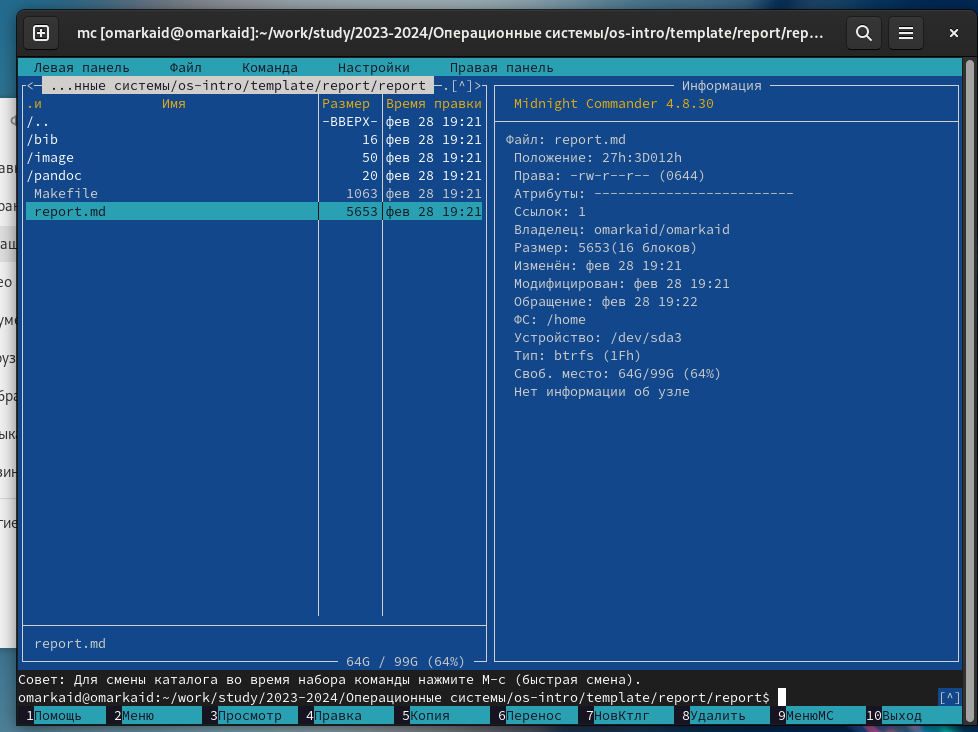 mc [omarkaid@omarkaid]:~/work/study/2023-2024/Операционные системы/os-intro/template/report/rep...
Левая панель Файл Команда Настройки Правая панель
<— ...нные системы/os-intro/template/report/report —.[^]>
.и Имя Размер Время правки
/.. -ВВЕРХ- фев 28 19:21
/bib 16 фев 28 19:21
/image 50 фев 28 19:21
/pandoc 20 фев 28 19:21
Makefile 1063 фев 28 19:21
report.md 5653 фев 28 19:21
report.md
64G / 99G (64%)
Информация
Midnight Commander 4.8.30
Файл: report.md
Положение: 27h:3D012h
Права: -rw-r--r-- (0644)
Атрибуты: -------------------------
Ссылок: 1
Владелец: omarkaid/omarkaid
Размер: 5653(16 блоков)
Изменён: фев 28 19:21
Модифицирован: фев 28 19:21
Обращение: фев 28 19:22
ФС: /home
Устройство: /dev/sda3
Тип: btrfs (1Fh)
Своб. место: 64G/99G (64%)
Нет информации об узле
Совет: Для смены каталога во время набора команды нажмите M-c (быстрая смена).
omarkaid@omarkaid:~/work/study/2023-2024/Операционные системы/os-intro/template/report/report$ [^]
1Помощь 2Меню 3Просмотр 4Правка 5Копия 6Перенос 7НовКтлг 8Удалить 9МенюМС 10Выход